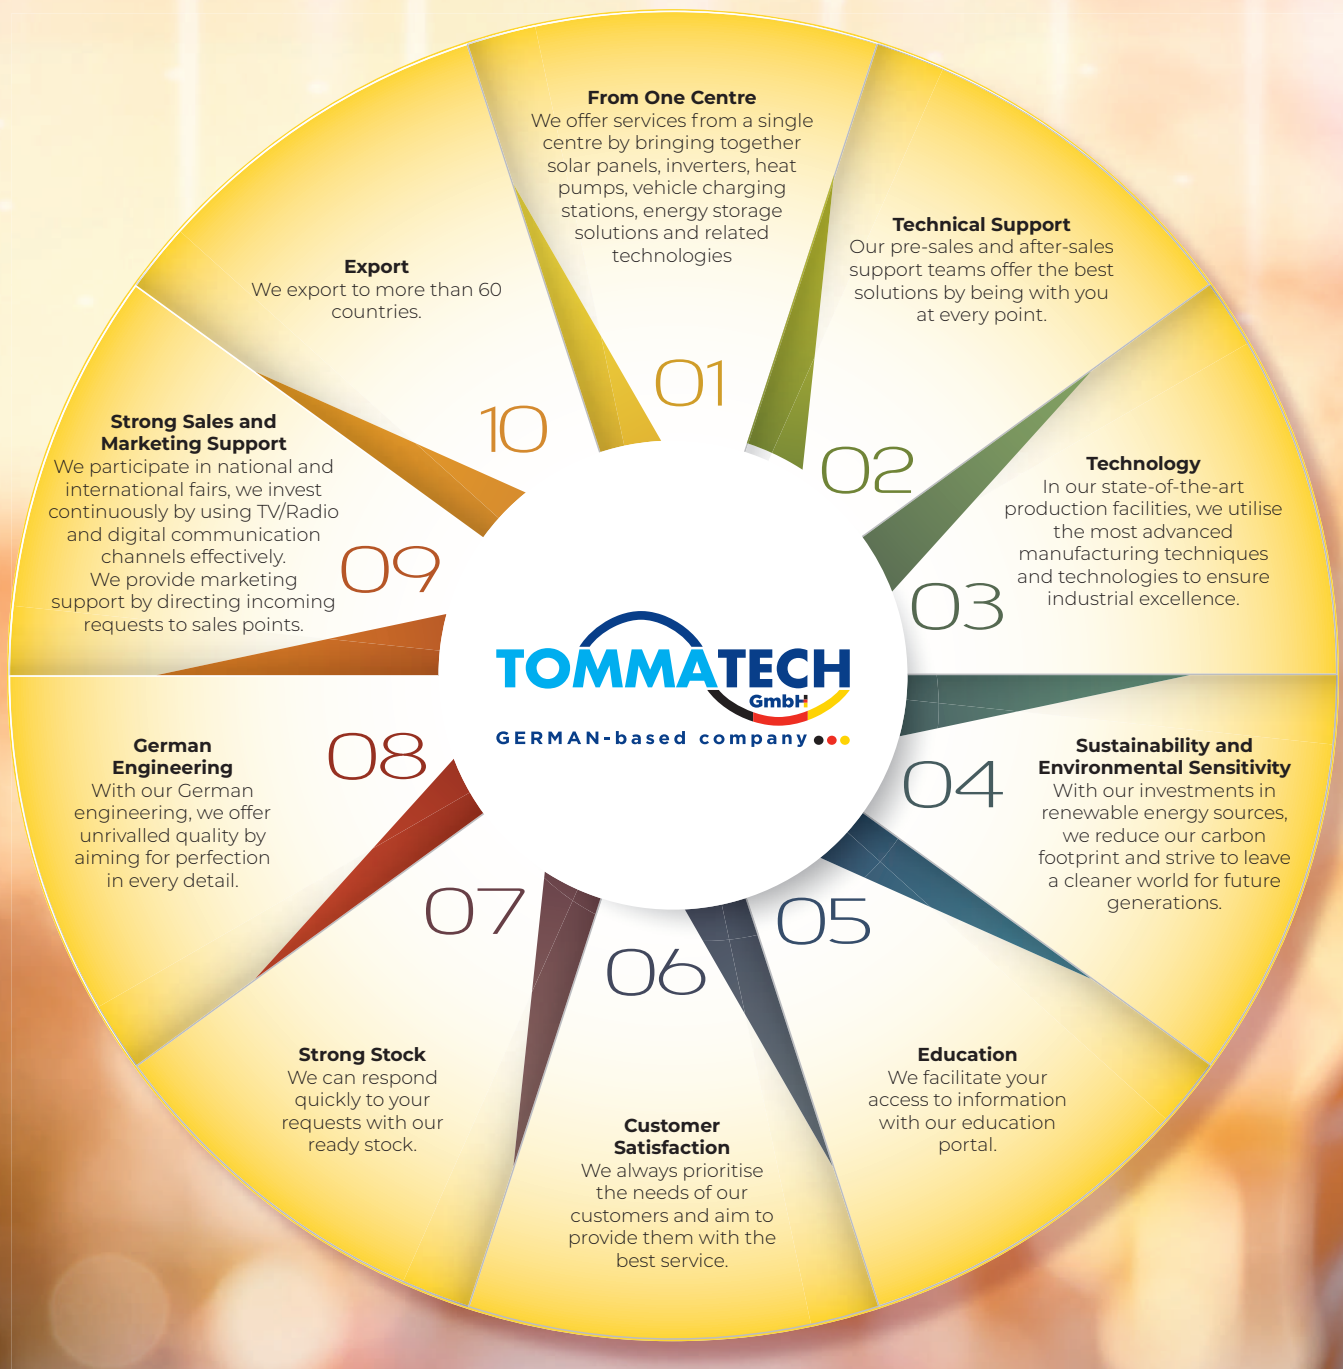 From One Centre
We offer services from a single
centre by bringing together
solar panels, inverters, heat
pumps, vehicle charging
stations, energy storage
solutions and related
technologies
01
Technical Support
Our pre-sales and after-sales
support teams offer the best
solutions by being with you
at every point.
02
Technology
In our state-of-the-art
production facilities, we utilise
the most advanced
manufacturing techniques
and technologies to ensure
industrial excellence.
03
Sustainability and
Environmental Sensitivity
With our investments in
renewable energy sources,
we reduce our carbon
footprint and strive to leave
a cleaner world for future
generations.
04
Education
We facilitate your
access to information
with our education
portal.
05
Customer
Satisfaction
We always prioritise
the needs of our
customers and aim to
provide them with the
best service.
06
Strong Stock
We can respond
quickly to your
requests with our
ready stock.
07
German
Engineering
With our German
engineering, we offer
unrivalled quality by
aiming for perfection
in every detail.
08
Strong Sales and
Marketing Support
We participate in national and
international fairs, we invest
continuously by using TV/Radio
and digital communication
channels effectively.
We provide marketing
support by directing incoming
requests to sales points.
09
Export
We export to more than 60
countries.
10
TOMMATECH
GmbH
GERMAN-based company